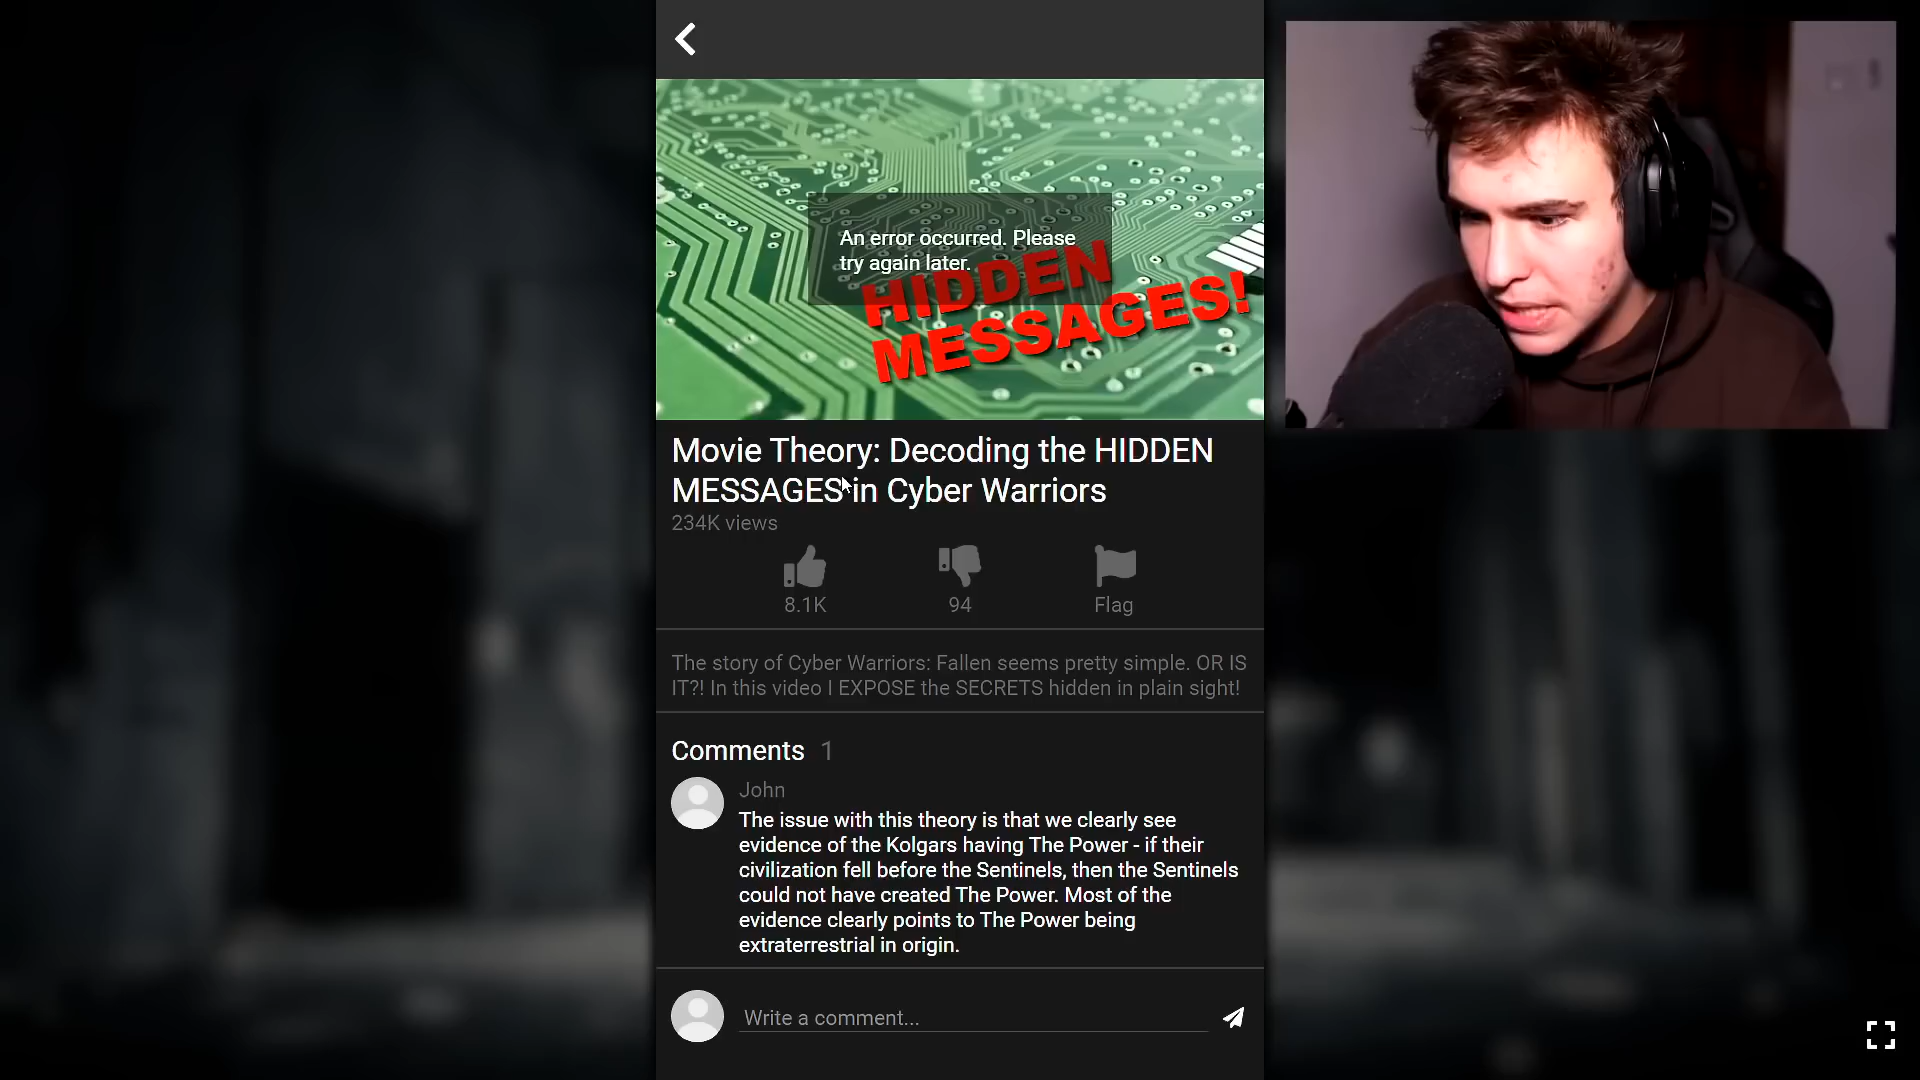 An error occurred. Please
try again later.
HIDDEN
MESSAGES!
Movie Theory: Decoding the HIDDEN
MESSAGES in Cyber Warriors
234K views
8.1K
94
Flag
The story of Cyber Warriors: Fallen seems pretty simple. OR IS
IT?! In this video I EXPOSE the SECRETS hidden in plain sight!
Comments 1
John
The issue with this theory is that we clearly see
evidence of the Kolgars having The Power - if their
civilization fell before the Sentinels, then the Sentinels
could not have created The Power. Most of the
evidence clearly points to The Power being
extraterrestrial in origin.
Write a comment...